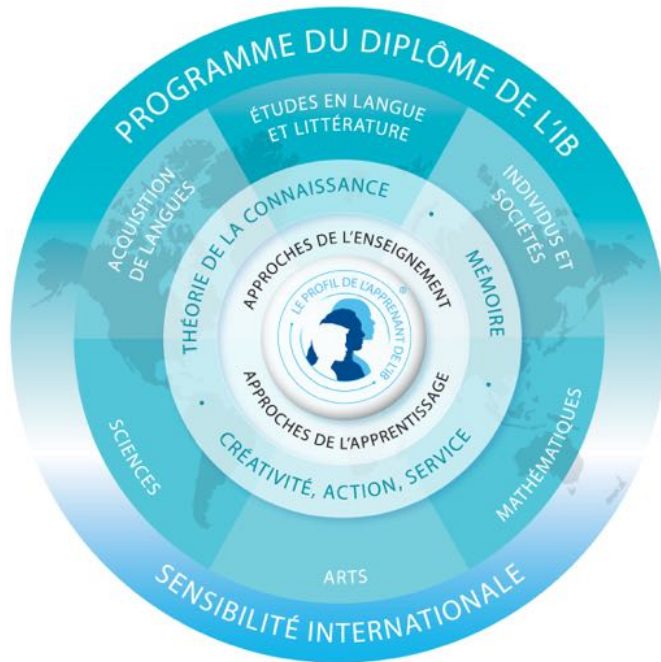 PROGRAMME DU DIPLÔME DE L'IB
ÉTUDES EN LANGUE
ET LITTÉRATURE
ACQUISITION
DE LANGUES
INDIVIDUS ET
SOCIÉTÉS
THÉORIE DE LA CONNAISSANCE
•
MÉMOIRE
•
APPROCHES DE L'ENSEIGNEMENT
LE PROFIL DE L'APPRENANT DE L'IB
®
APPROCHES DE L'APPRENTISSAGE
•
CRÉATIVITÉ, ACTION, SERVICE
SCIENCES
MATHÉMATIQUES
ARTS
SENSIBILITÉ INTERNATIONALE